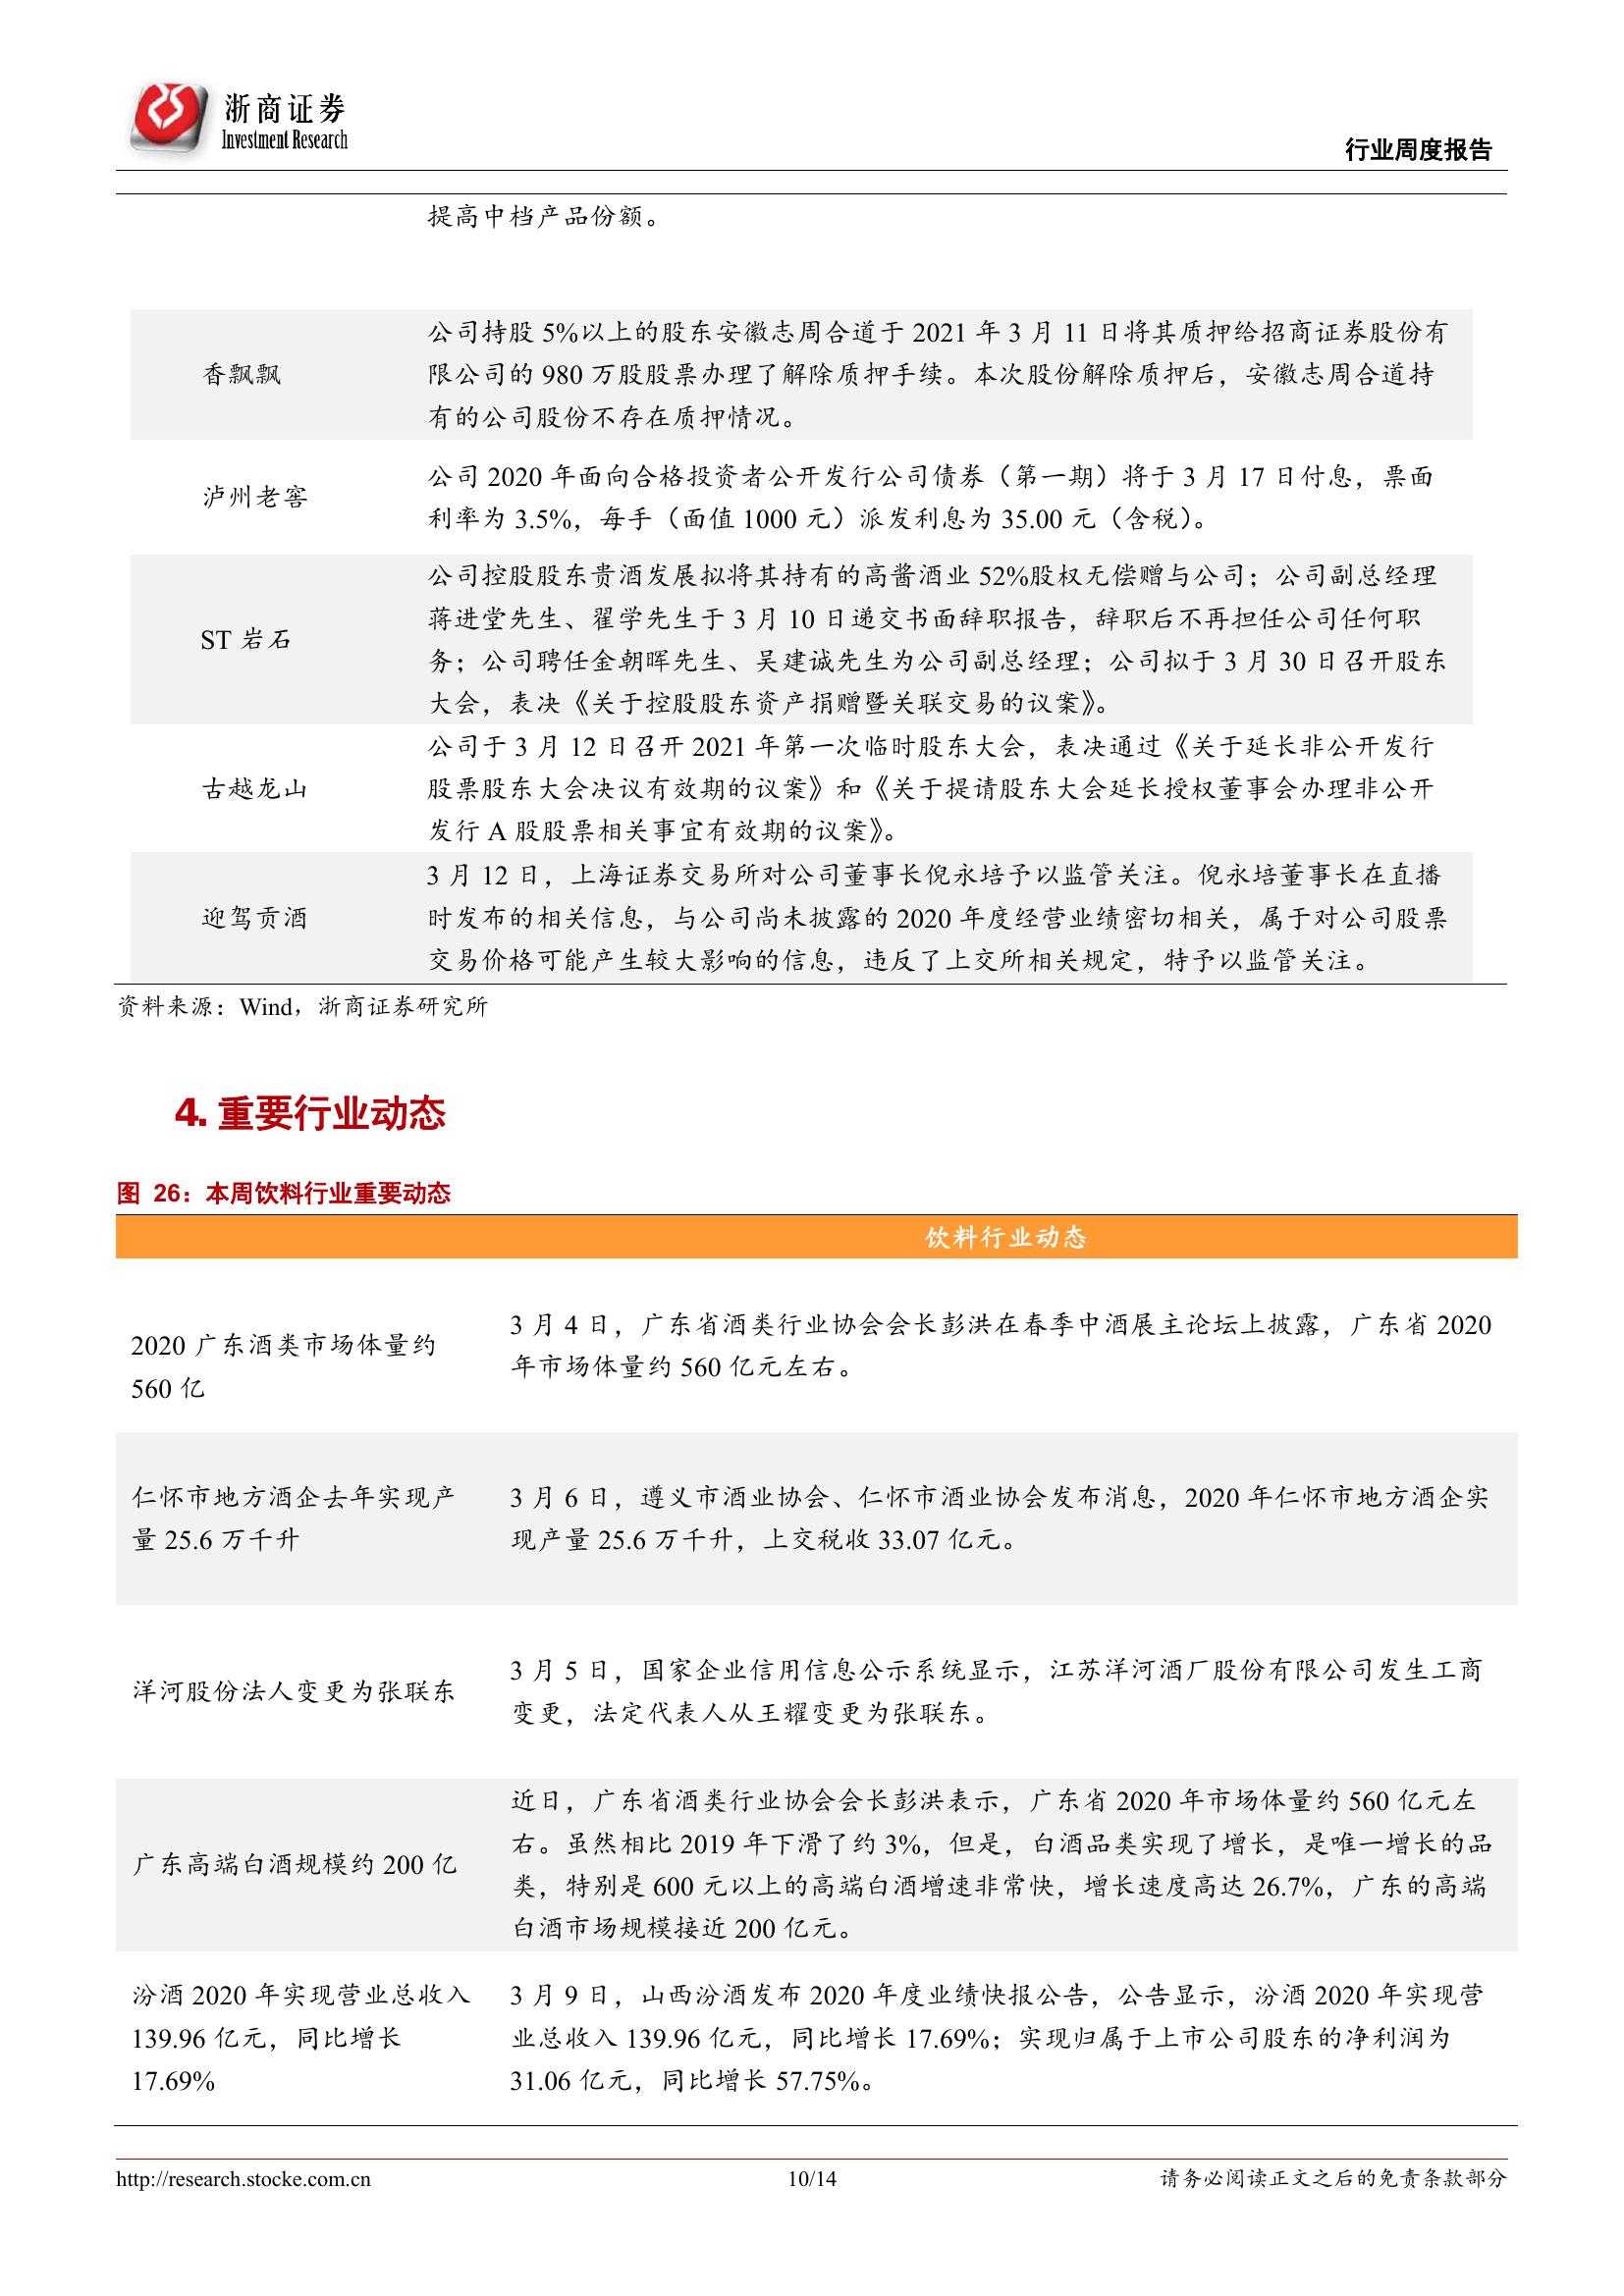 浙商证券
Investment Research
行业周度报告
提高中档产品份额。
公司持股 5%以上的股东安徽志周合道于 2021 年 3 月 11 日将其质押给招商证券股份有
香飘飘
限公司的 980 万股股票办理了解除质押手续。本次股份解除质押后，安徽志周合道持
有的公司股份不存在质押情况。
泸州老窖
公司 2020 年面向合格投资者公开发行公司债券（第一期）将于 3 月 17 日付息，票面
利率为 3.5%，每手（面值 1000 元）派发利息为 35.00 元（含税）。
ST 岩石
公司控股股东贵酒发展拟将其持有的高酱酒业 52%股权无偿赠与公司；公司副总经理
蒋进堂先生、翟学先生于 3 月 10 日递交书面辞职报告，辞职后不再担任公司任何职
务；公司聘任金朝晖先生、吴建诚先生为公司副总经理；公司拟于 3 月 30 日召开股东
大会，表决《关于控股股东资产捐赠暨关联交易的议案》。
古越龙山
公司于 3 月 12 日召开 2021 年第一次临时股东大会，表决通过《关于延长非公开发行
股票股东大会决议有效期的议案》和《关于提请股东大会延长授权董事会办理非公开
发行 A 股股票相关事宜有效期的议案》。
迎驾贡酒
3 月 12 日，上海证券交易所对公司董事长倪永培予以监管关注。倪永培董事长在直播
时发布的相关信息，与公司尚未披露的 2020 年度经营业绩密切相关，属于对公司股票
交易价格可能产生较大影响的信息，违反了上交所相关规定，特予以监管关注。
资料来源：Wind，浙商证券研究所
4. 重要行业动态
图 26：本周饮料行业重要动态
饮料行业动态
2020 广东酒类市场体量约
560 亿
3 月 4 日，广东省酒类行业协会会长彭洪在春季中酒展主论坛上披露，广东省 2020
年市场体量约 560 亿元左右。
仁怀市地方酒企去年实现产
量 25.6 万千升
3 月 6 日，遵义市酒业协会、仁怀市酒业协会发布消息，2020 年仁怀市地方酒企实
现产量 25.6 万千升，上交税收 33.07 亿元。
洋河股份法人变更为张联东
3 月 5 日，国家企业信用信息公示系统显示，江苏洋河酒厂股份有限公司发生工商
变更，法定代表人从王耀变更为张联东。
广东高端白酒规模约 200 亿
近日，广东省酒类行业协会会长彭洪表示，广东省 2020 年市场体量约 560 亿元左
右。虽然相比 2019 年下滑了约 3%，但是，白酒品类实现了增长，是唯一增长的品
类，特别是 600 元以上的高端白酒增速非常快，增长速度高达 26.7%，广东的高端
白酒市场规模接近 200 亿元。
汾酒 2020 年实现营业总收入
139.96 亿元，同比增长
17.69%
3 月 9 日，山西汾酒发布 2020 年度业绩快报公告，公告显示，汾酒 2020 年实现营
业总收入 139.96 亿元，同比增长 17.69%；实现归属于上市公司股东的净利润为
31.06 亿元，同比增长 57.75%。
http://research.stocke.com.cn
10/14
请务必阅读正文之后的免责条款部分